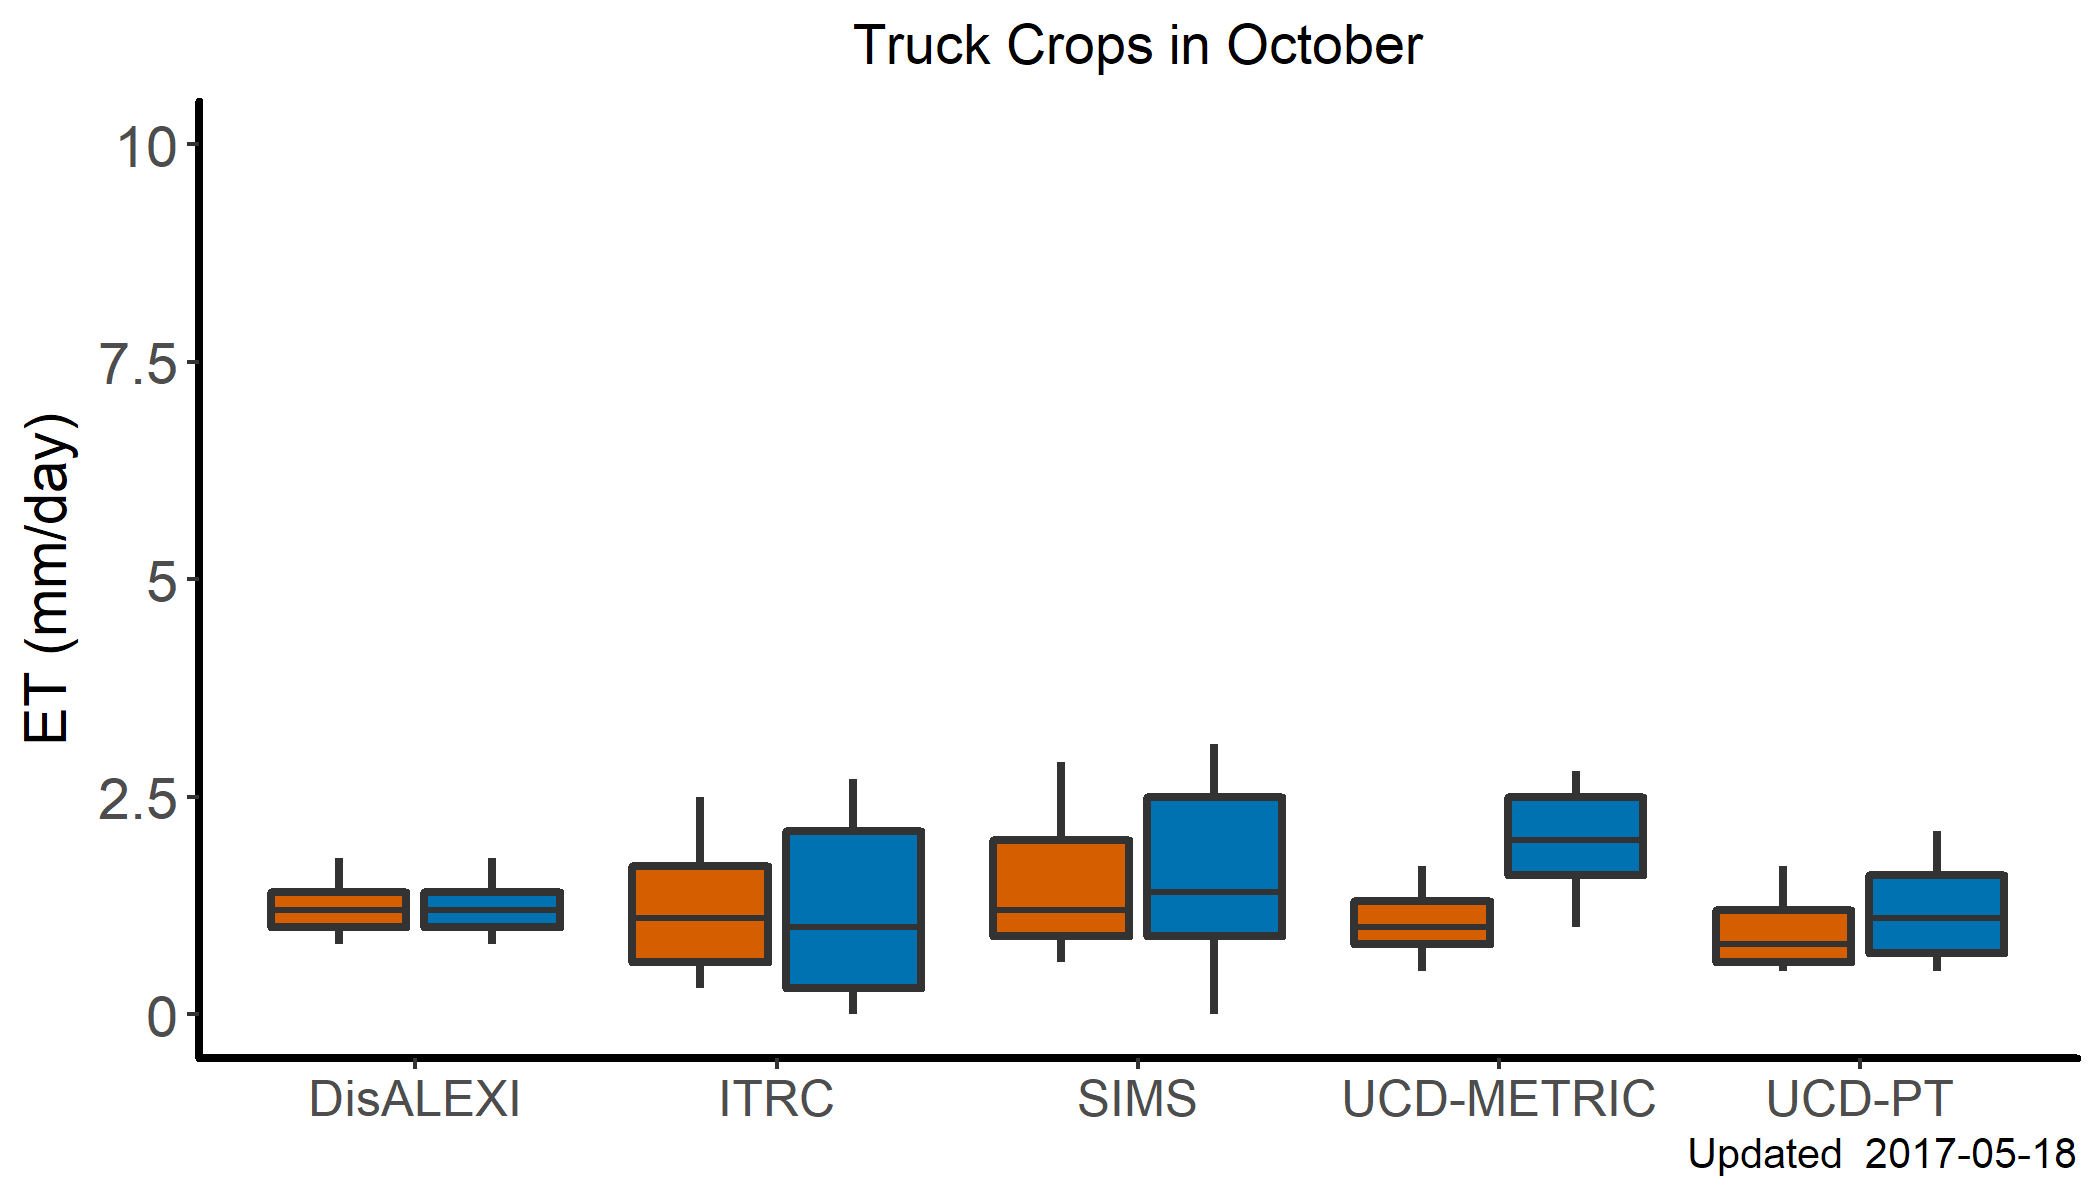 Truck Crops in October
ET (mm/day)
10
7.5
5
2.5
0
DisALEXI ITRC SIMS UCD-METRIC UCD-PT
Updated 2017-05-18